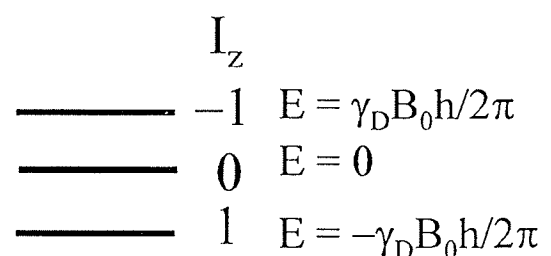 I_z
−1 E = γ_D B_0 h/2π
0 E = 0
1 E = −γ_D B_0 h/2π